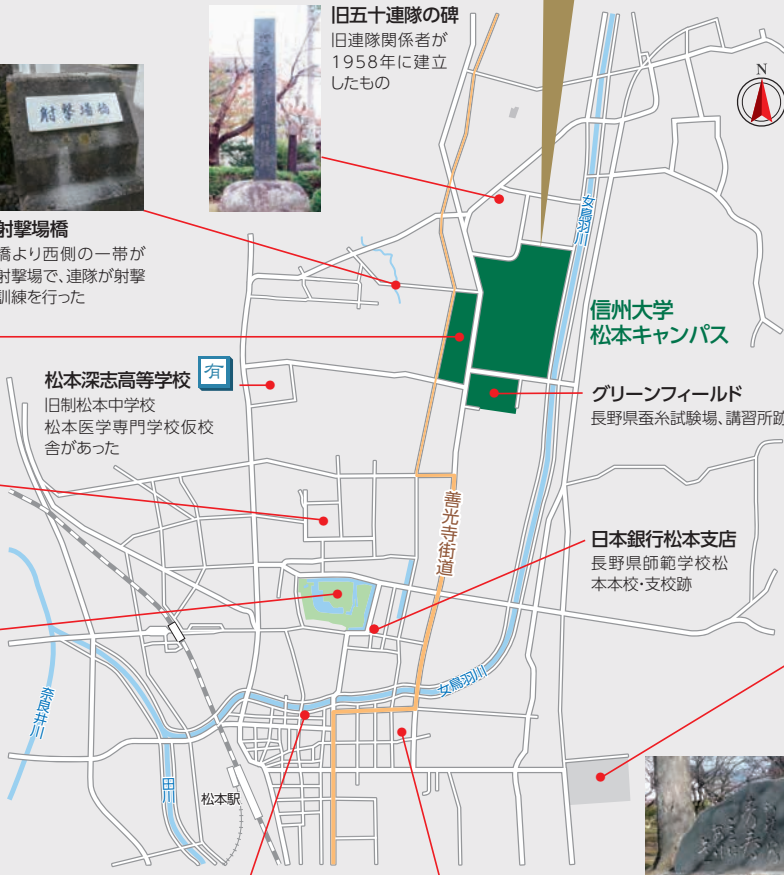 旧五十連隊の碑
旧連隊関係者が
1958年に建立
したもの
N
射撃場橋
射撃場橋
橋より西側の一帯が
射撃場で、連隊が射撃
訓練を行った
女鳥羽川
信州大学
松本キャンパス
松本深志高等学校 有
旧制松本中学校
松本医学専門学校仮校
舎があった
グリーンフィールド
長野県蚕糸試験場、講習所跡
善光寺街道
日本銀行松本支店
長野県師範学校松
本本校・支校跡
女鳥羽川
奈良井川
田川
松本駅